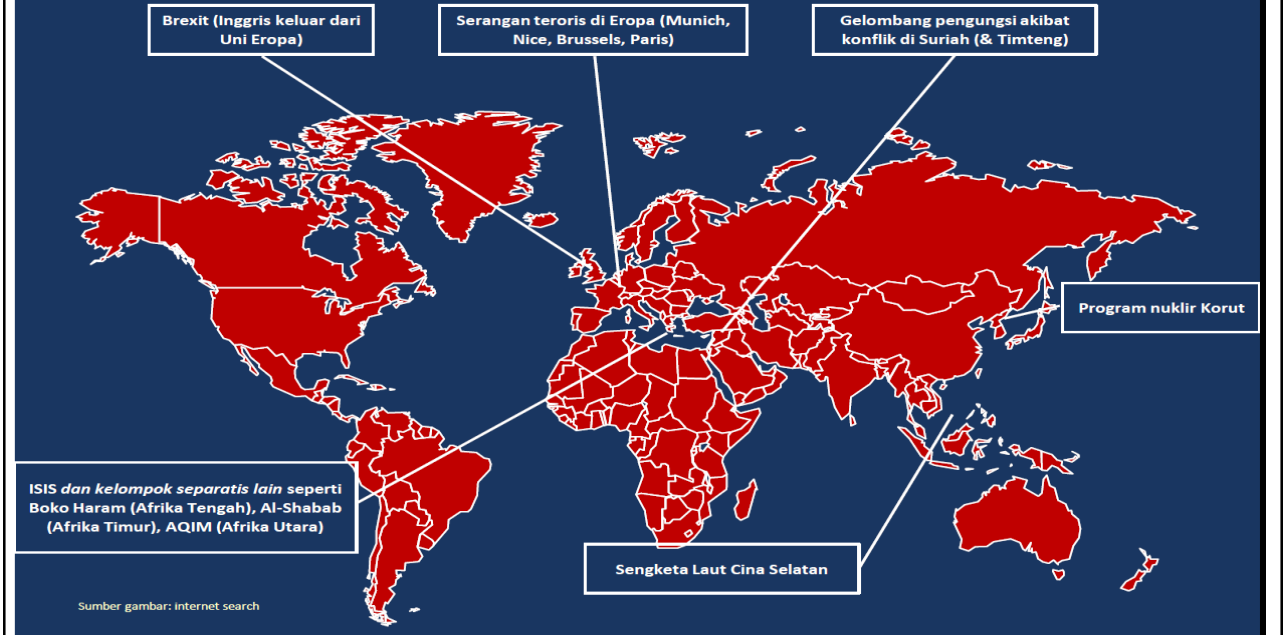 Brexit (Inggris keluar dari
Uni Eropa)
Serangan teroris di Eropa (Munich,
Nice, Brussels, Paris)
Gelombang pengungsi akibat
konflik di Suriah (& Timteng)
Program nuklir Korut
ISIS dan kelompok separatis lain seperti
Boko Haram (Afrika Tengah), Al-Shabab
(Afrika Timur), AQIM (Afrika Utara)
Sengketa Laut Cina Selatan
Sumber gambar: internet search